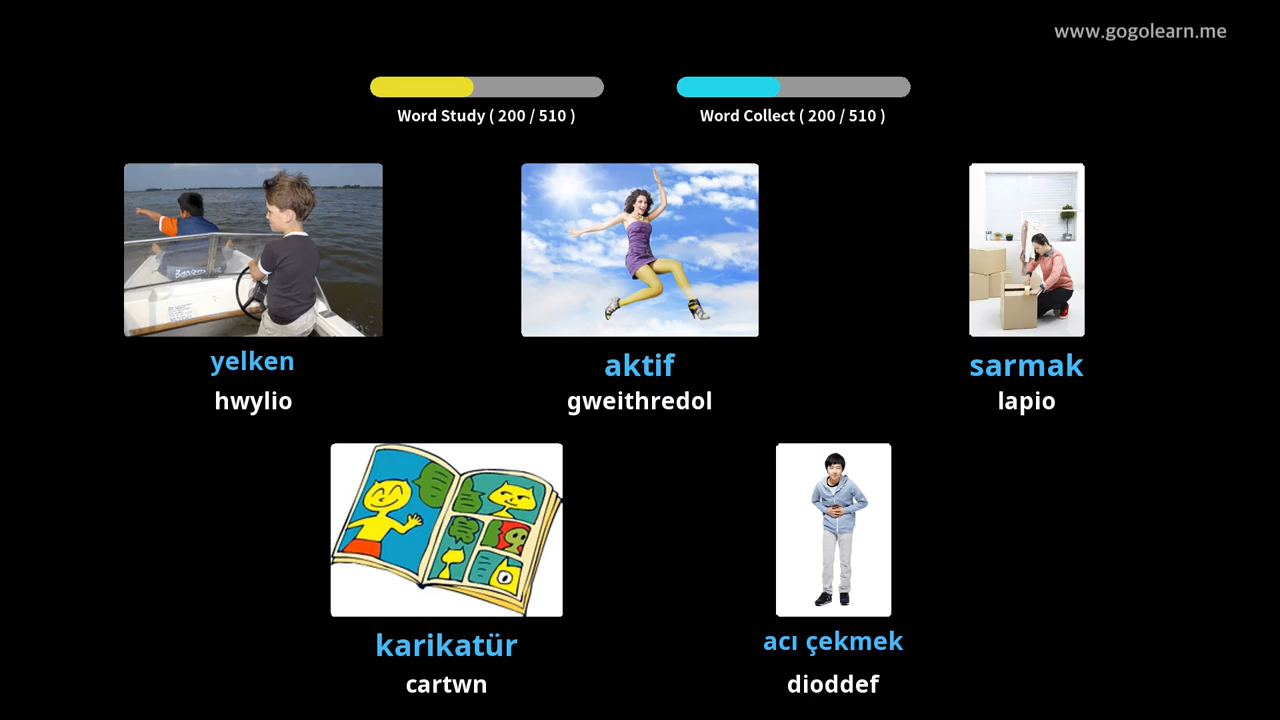 www.gogolearn.me
Word Study ( 200 / 510 )
Word Collect ( 200 / 510 )
yelken
hwylio
aktif
gweithredol
sarmak
lapio
karikatür
cartwn
acı çekmek
dioddef